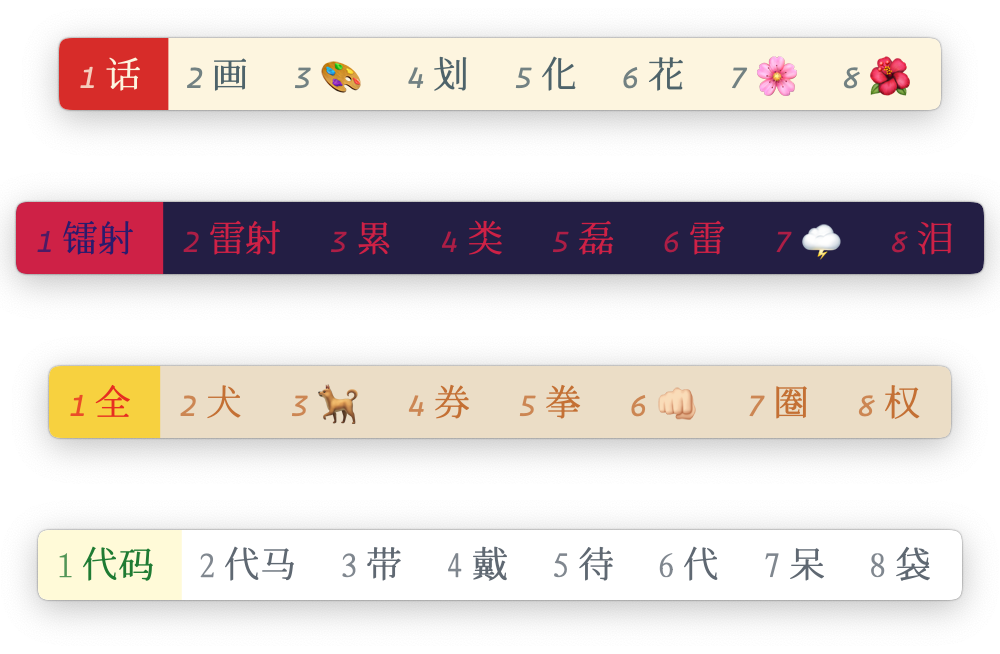 1 话 2 画 3 🎨 4 划 5 化 6 花 7 🌸 8 🌺
1 镭射 2 雷射 3 累 4 类 5 磊 6 雷 7 🌩️ 8 泪
1 全 2 犬 3 🐕 4 券 5 拳 6 👊🏻 7 圈 8 权
1 代码 2 代马 3 带 4 戴 5 待 6 代 7 呆 8 袋